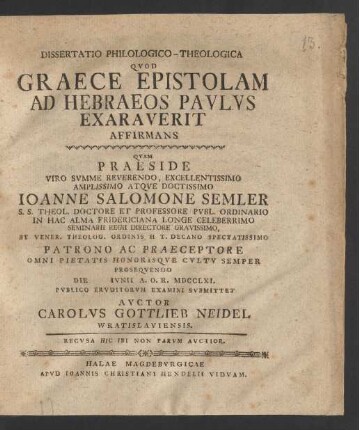 13.
DISSERTATIO PHILOLOGICO-THEOLOGICA
QVOD
GRAECE EPISTOLAM
AD HEBRAEOS PAVLVS
EXARAVERIT
AFFIRMANS
QVAM
PRAESIDE
VIRO SVMME REVERENDO, EXCELLENTISSIMO
AMPLISSIMO ATQVE DOCTISSIMO
IOANNE SALOMONE SEMLER
S. S. THEOL. DOCTORE ET PROFESSORE PVBL. ORDINARIO
IN HAC ALMA FRIDERICIANA LONGE CELEBERRIMO
SEMINARII EIVSD. DIRECTORE GRAVISSIMO,
ET VENER. THEOLOG. ORDINIS H. T. DECANO SPECTATISSIMO
PATRONO AC PRAECEPTORE
OMNI PIETATIS HONORISQVE CVLTV SEMPER
PROSEQVENDO
DIE IVNII A. O. R. MDCCLXI.
PVBLICO ERVDITORVM EXAMINI SVBMITTET
AVCTOR
CAROLVS GOTTLIEB NEIDEL,
WRATISLAVIENSIS.
RECVSA HIC IBI NON PARVM AVCTIOR.
HALAE MAGDEBVRGICAE
APVD IOANNIS CHRISTIANI HENDELII VIDVAM.